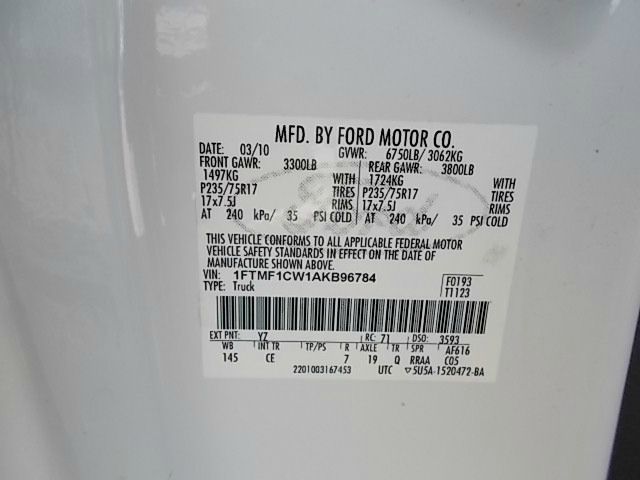 MFD. BY FORD MOTOR CO.
DATE: 03/10 GVWR: 6750LB/ 3062KG
FRONT GAWR: 3300LB REAR GAWR: 3800LB
1497KG WITH 1724KG WITH
P235/75R17 TIRES P235/75R17 TIRES
17x7.5J RIMS 17x7.5J RIMS
AT 240 kPa/ 35 PSI COLD AT 240 kPa/ 35 PSI COLD
THIS VEHICLE CONFORMS TO ALL APPLICABLE FEDERAL MOTOR
VEHICLE SAFETY STANDARDS IN EFFECT ON THE DATE OF
MANUFACTURE SHOWN ABOVE.
VIN: 1FTMF1CW1AKB96784 F0193
TYPE: Truck T1123
EXT PNT: YZ RC: 71 DSO: 3593
WB INT TR TP/PS R AXLE TR SPR AF616
145 CE 7 19 Q RRAA C05
2201003167453 UTC ▽5U5A-1520472-BA
Ford